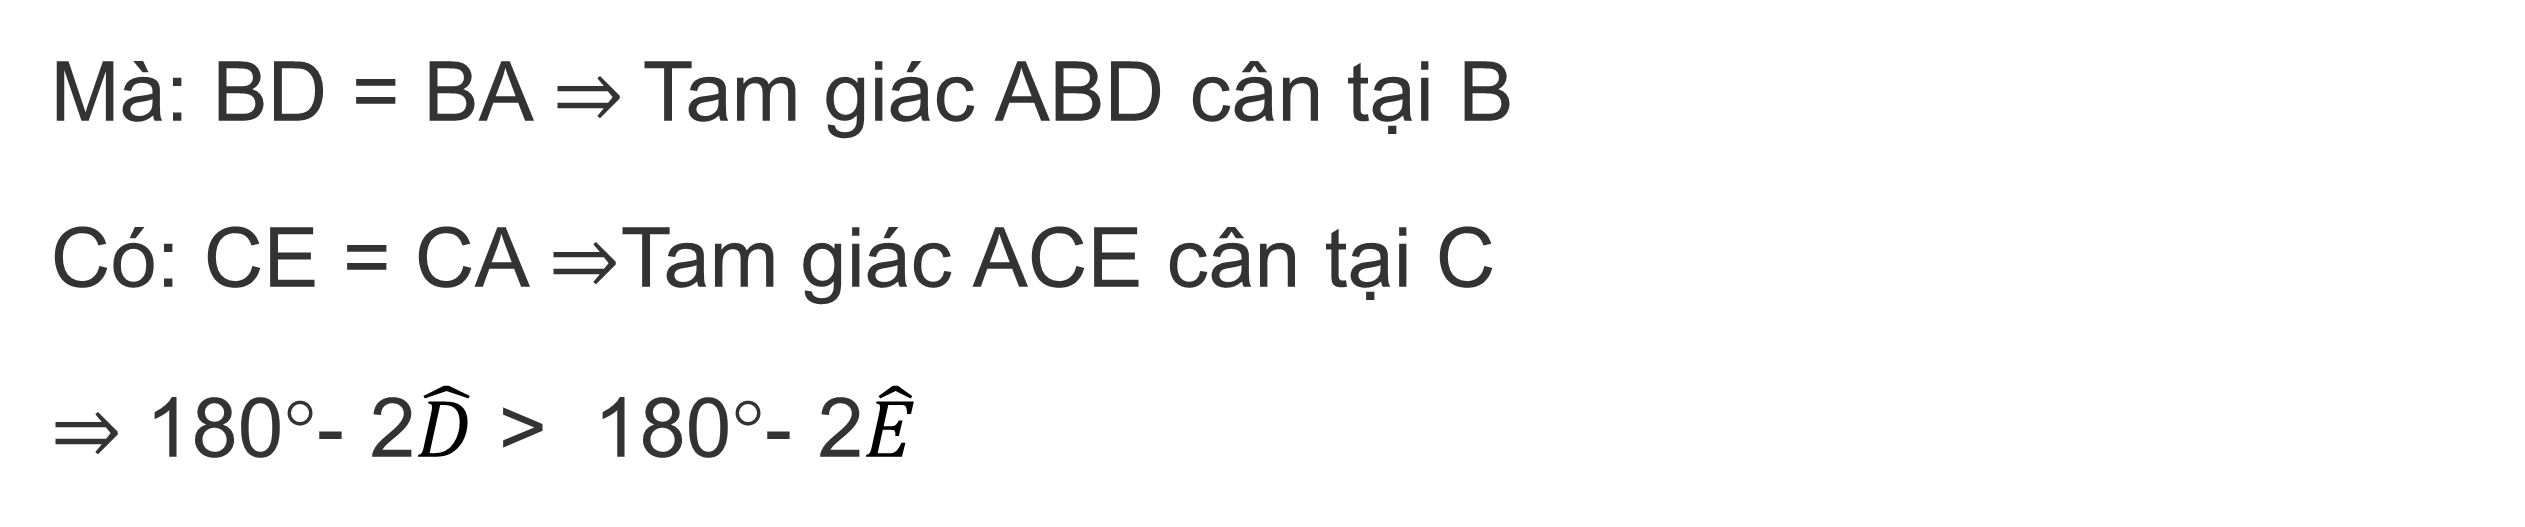 Mà: BD = BA ⇒ Tam giác ABD cân tại B
Có: CE = CA ⇒Tam giác ACE cân tại C
⇒ 180°- 2D̂ > 180°- 2Ê